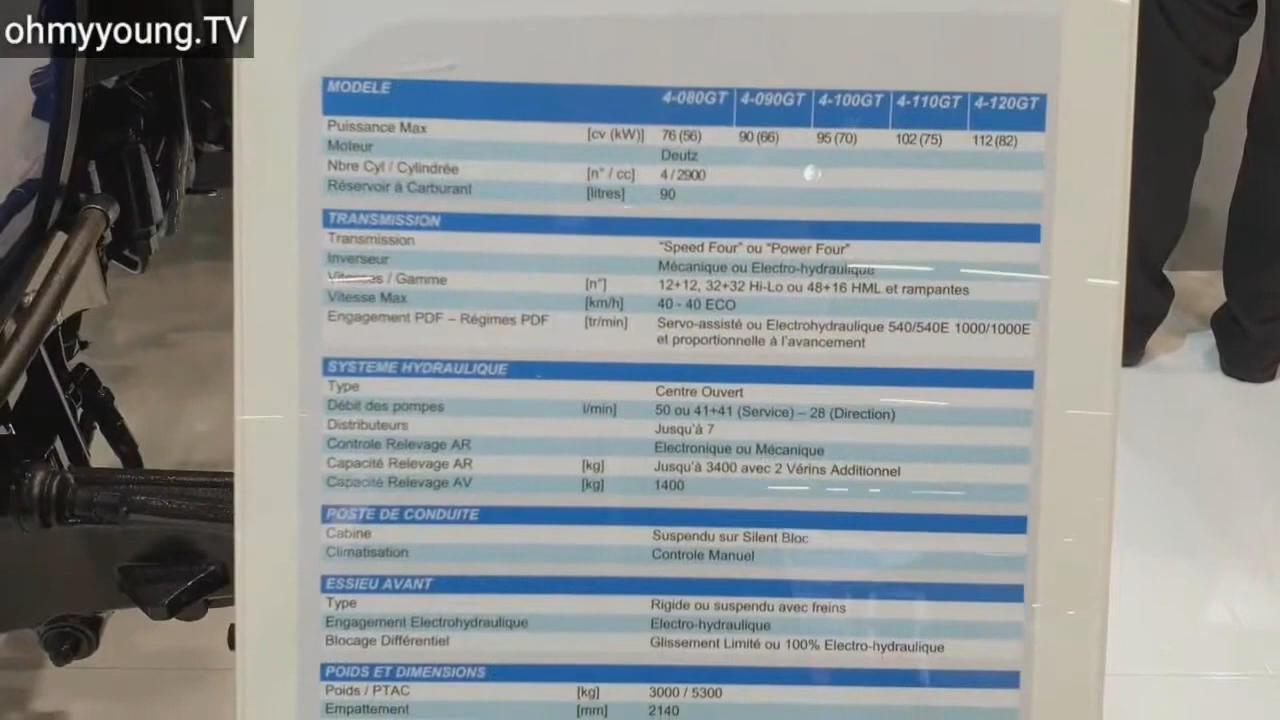 ohmyyoung.TV
MODELE 4-080GT 4-090GT 4-100GT 4-110GT 4-120GT
Puissance Max [cv (kW)] 76 (56) 90 (66) 95 (70) 102 (75) 112 (82)
Moteur Deutz
Nbre Cyl / Cylindrée [n° / cc] 4 / 2900
Réservoir à Carburant [litres] 90
TRANSMISSION
Transmission "Speed Four" ou "Power Four"
Inverseur Mécanique ou Electro-hydraulique
Vitesses / Gamme [n°] 12+12, 32+32 Hi-Lo ou 48+16 HML et rampantes
Vitesse Max [km/h] 40 - 40 ECO
Engagement PDF – Régimes PDF [tr/min] Servo-assisté ou Electrohydraulique 540/540E 1000/1000E
et proportionnelle à l'avancement
SYSTEME HYDRAULIQUE
Type Centre Ouvert
Débit des pompes l/min] 50 ou 41+41 (Service) – 28 (Direction)
Distributeurs Jusqu'à 7
Controle Relevage AR Electronique ou Mécanique
Capacité Relevage AR [kg] Jusqu'à 3400 avec 2 Vérins Additionnel
Capacité Relevage AV [kg] 1400
POSTE DE CONDUITE
Cabine Suspendu sur Silent Bloc
Climatisation Controle Manuel
ESSIEU AVANT
Type Rigide ou suspendu avec freins
Engagement Electrohydraulique Electro-hydraulique
Blocage Différentiel Glissement Limité ou 100% Electro-hydraulique
POIDS ET DIMENSIONS
Poids / PTAC [kg] 3000 / 5300
Empattement [mm] 2140